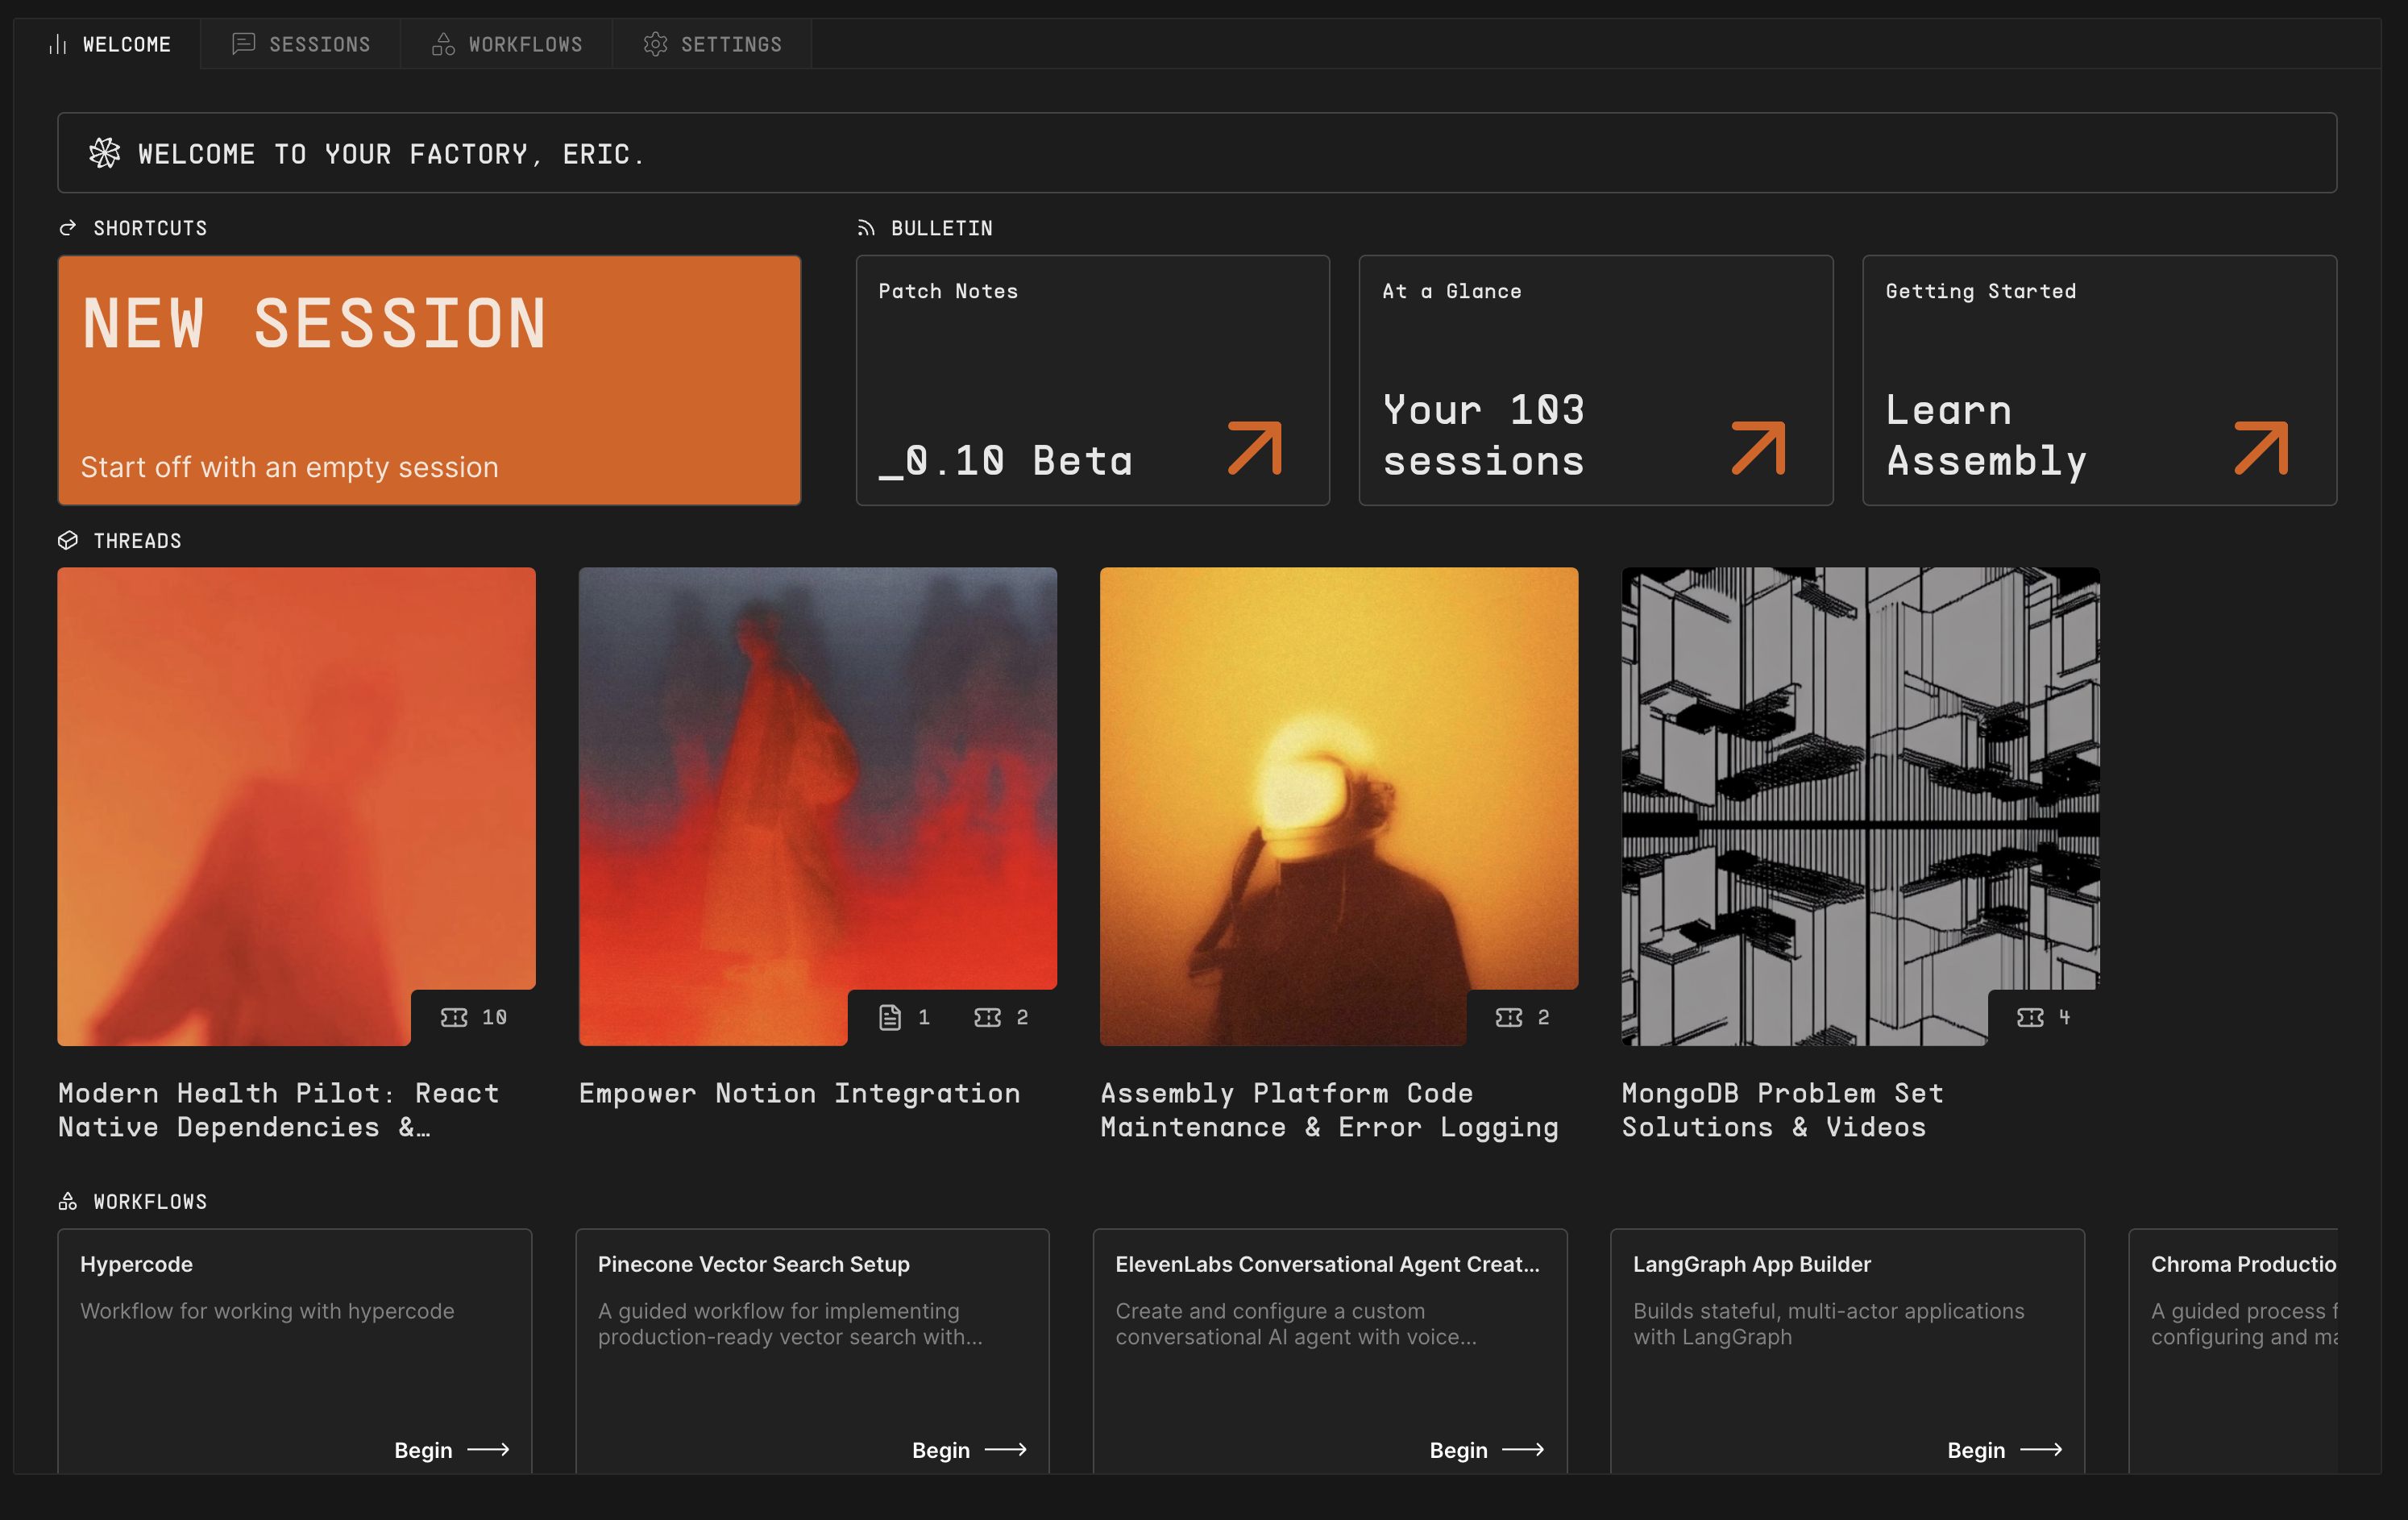 WELCOME
SESSIONS
WORKFLOWS
SETTINGS
WELCOME TO YOUR FACTORY, ERIC.
SHORTCUTS
NEW SESSION
Start off with an empty session
BULLETIN
Patch Notes
_0.10 Beta
At a Glance
Your 103
sessions
Getting Started
Learn
Assembly
THREADS
10
Modern Health Pilot: React
Native Dependencies &…
1
2
Empower Notion Integration
2
Assembly Platform Code
Maintenance & Error Logging
4
MongoDB Problem Set
Solutions & Videos
WORKFLOWS
Hypercode
Workflow for working with hypercode
Begin
Pinecone Vector Search Setup
A guided workflow for implementing
production-ready vector search with...
Begin
ElevenLabs Conversational Agent Creat...
Create and configure a custom
conversational AI agent with voice...
Begin
LangGraph App Builder
Builds stateful, multi-actor applications
with LangGraph
Begin
Chroma Productio
A guided process f
configuring and ma